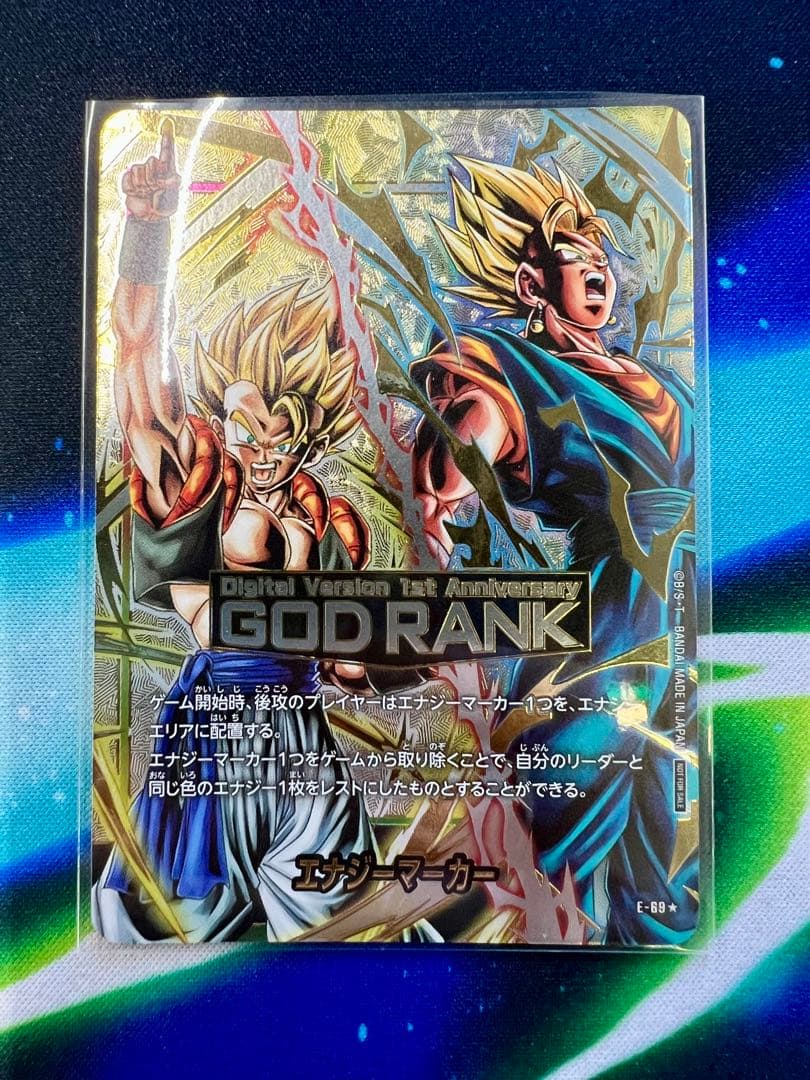 Digital Version 1st Anniversary
GOD RANK
ゲーム開始時、後攻のプレイヤーはエナジーマーカー1つを、エナジー
エリアに配置する。
エナジーマーカー1つをゲームから取り除くことで、自分のリーダーと
同じ色のエナジー1枚をレストにしたものとすることができる。
エナジーマーカー
E-69★
©B/S・T BANDAI MADE IN JAPAN
NOT FOR SALE